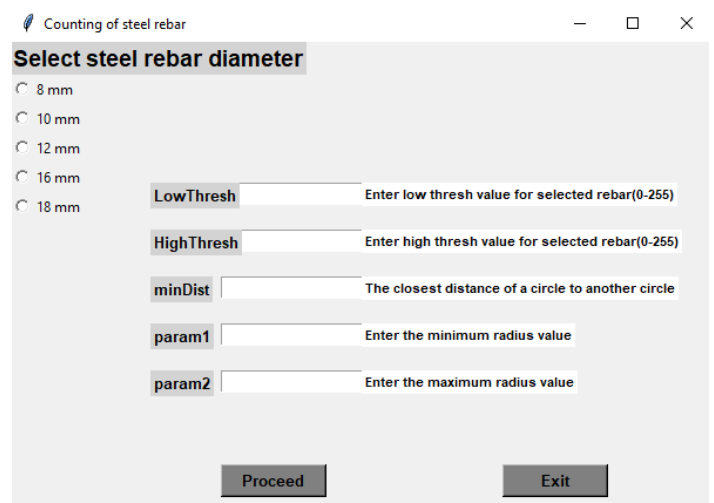 Counting of steel rebar
Select steel rebar diameter
8 mm
10 mm
12 mm
16 mm
18 mm
LowThresh Enter low thresh value for selected rebar(0-255)
HighThresh Enter high thresh value for selected rebar(0-255)
minDist The closest distance of a circle to another circle
param1 Enter the minimum radius value
param2 Enter the maximum radius value
Proceed Exit